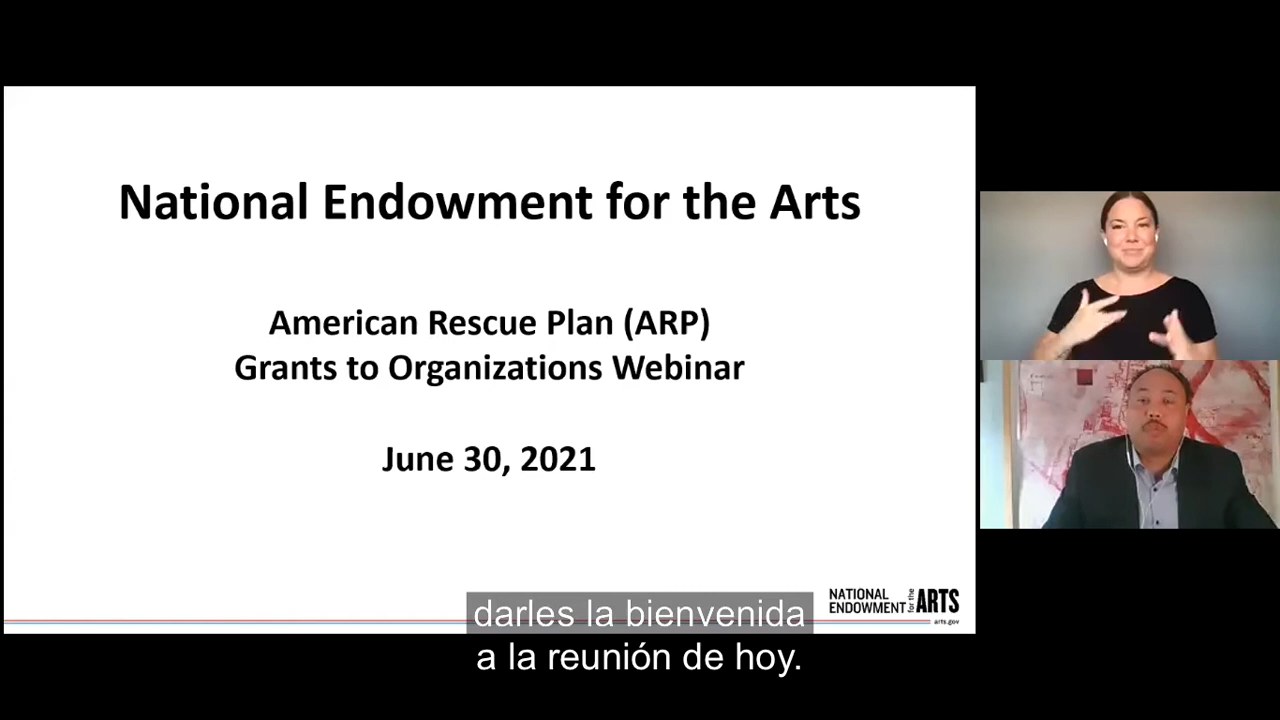 National Endowment for the Arts
American Rescue Plan (ARP)
Grants to Organizations Webinar
June 30, 2021
NATIONAL
ENDOWMENT for the ARTS
arts.gov
darles la bienvenida
a la reunión de hoy.